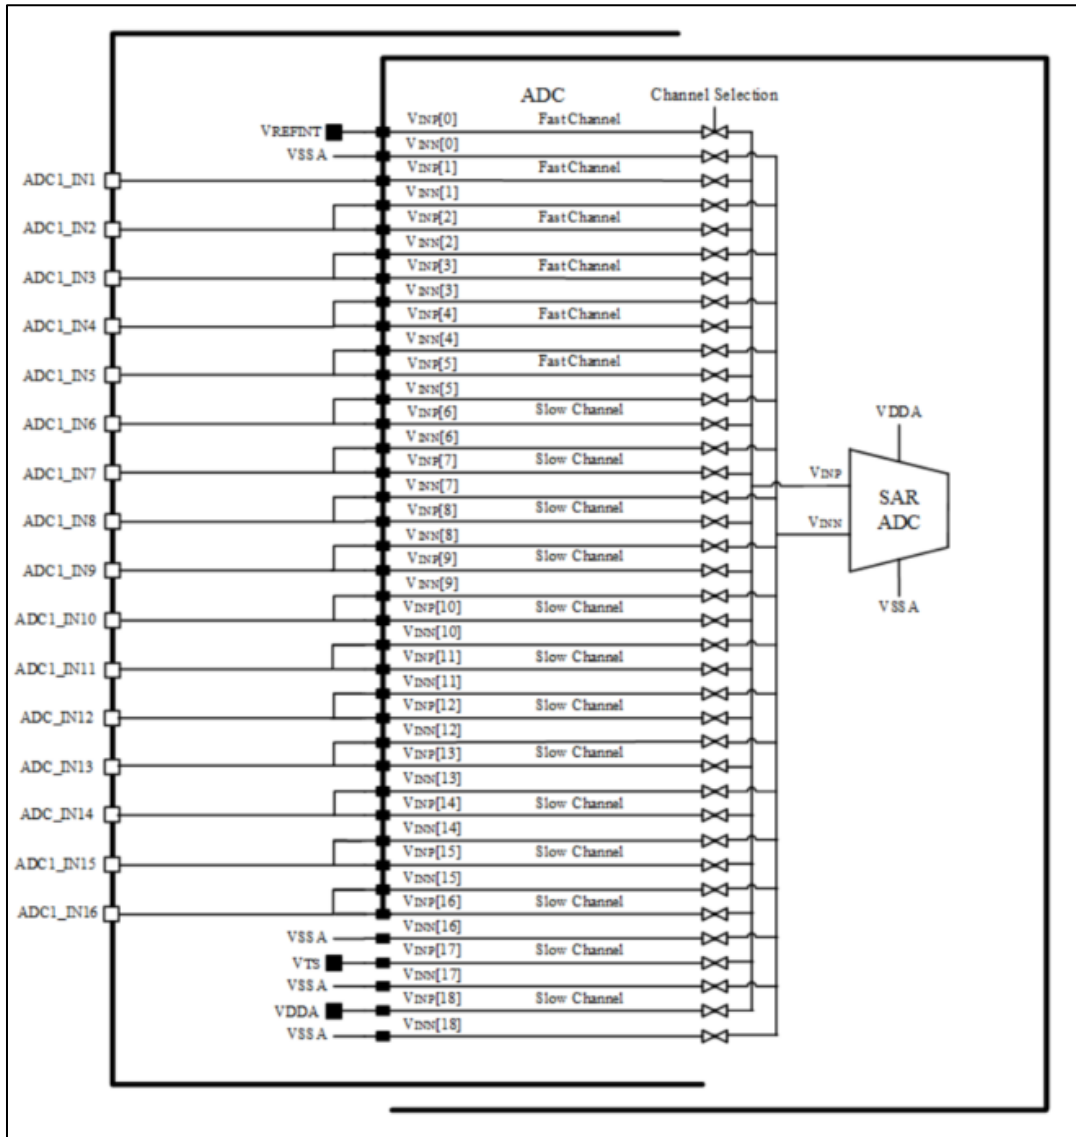 ADC Channel Selection
VINP[0] Fast Channel
VREFINT
VINN[0]
VSSA
VINP[1] Fast Channel
ADC1_IN1
VINN[1]
VINP[2] Fast Channel
ADC1_IN2
VINN[2]
VINP[3] Fast Channel
ADC1_IN3
VINN[3]
VINP[4] Fast Channel
ADC1_IN4
VINN[4]
VINP[5] Fast Channel
ADC1_IN5
VINN[5]
VINP[6] Slow Channel
ADC1_IN6
VINN[6]
VINP[7] Slow Channel
ADC1_IN7
VINN[7]
VINP[8] Slow Channel
ADC1_IN8
VINN[8]
VINP[9] Slow Channel
ADC1_IN9
VINN[9]
VINP[10] Slow Channel
ADC1_IN10
VINN[10]
VINP[11] Slow Channel
ADC1_IN11
VINN[11]
VINP[12] Slow Channel
ADC_IN12
VINN[12]
VINP[13] Slow Channel
ADC_IN13
VINN[13]
VINP[14] Slow Channel
ADC_IN14
VINN[14]
VINP[15] Slow Channel
ADC1_IN15
VINN[15]
VINP[16] Slow Channel
ADC1_IN16
VINN[16]
VSSA
VINP[17] Slow Channel
VTS
VINN[17]
VSSA
VINP[18] Slow Channel
VDDA
VINN[18]
VSSA
VDDA
VINP
SAR
ADC
VINN
VSSA